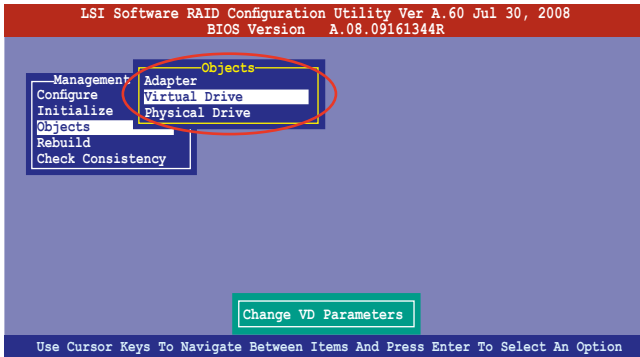 LSI Software RAID Configuration Utility Ver A.60 Jul 30, 2008
BIOS Version A.08.09161344R
Management
Configure
Initialize
Objects
Rebuild
Check Consistency
Objects
Adapter
Virtual Drive
Physical Drive
Change VD Parameters
Use Cursor Keys To Navigate Between Items And Press Enter To Select An Option